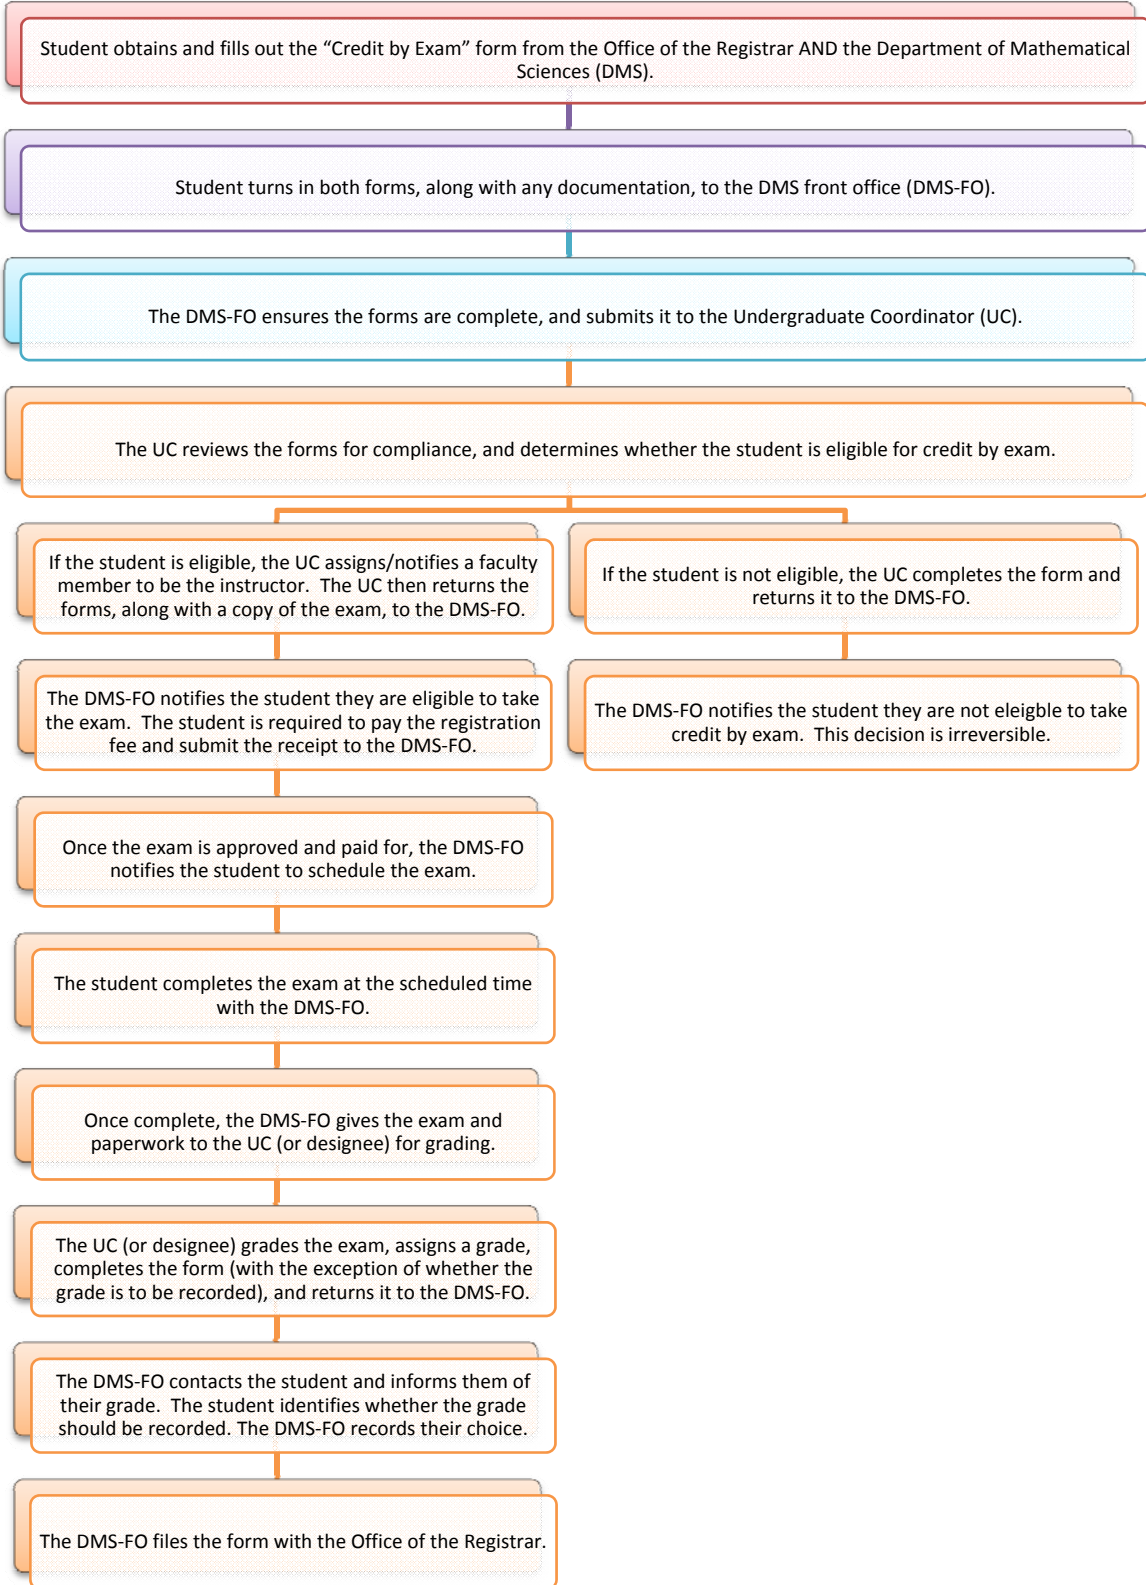 Student obtains and fills out the “Credit by Exam” form from the Office of the Registrar AND the Department of Mathematical
Sciences (DMS).
Student turns in both forms, along with any documentation, to the DMS front office (DMS-FO).
The DMS-FO ensures the forms are complete, and submits it to the Undergraduate Coordinator (UC).
The UC reviews the forms for compliance, and determines whether the student is eligible for credit by exam.
If the student is eligible, the UC assigns/notifies a faculty
member to be the instructor.  The UC then returns the
forms, along with a copy of the exam, to the DMS-FO.
If the student is not eligible, the UC completes the form and
returns it to the DMS-FO.
The DMS-FO notifies the student they are eligible to take
the exam.  The student is required to pay the registration
fee and submit the receipt to the DMS-FO.
The DMS-FO notifies the student they are not eleigble to take
credit by exam.  This decision is irreversible.
Once the exam is approved and paid for, the DMS-FO
notifies the student to schedule the exam.
The student completes the exam at the scheduled time
with the DMS-FO.
Once complete, the DMS-FO gives the exam and
paperwork to the UC (or designee) for grading.
The UC (or designee) grades the exam, assigns a grade,
completes the form (with the exception of whether the
grade is to be recorded), and returns it to the DMS-FO.
The DMS-FO contacts the student and informs them of
their grade.  The student identifies whether the grade
should be recorded. The DMS-FO records their choice.
The DMS-FO files the form with the Office of the Registrar.